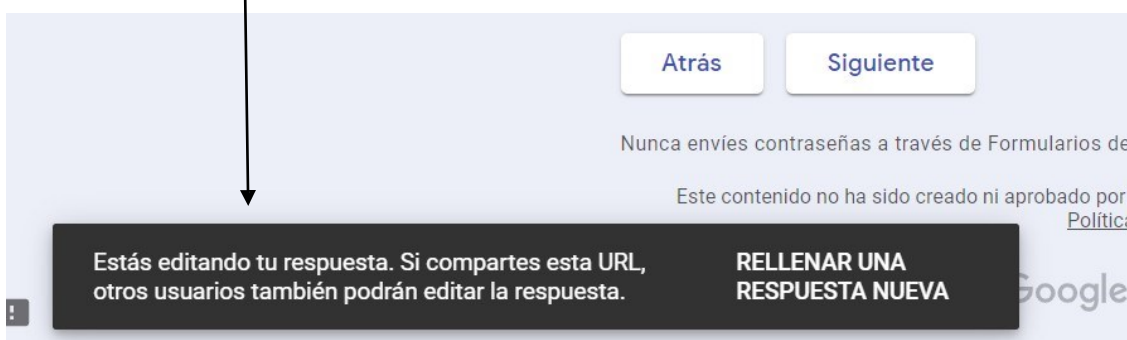 Atrás
Siguiente
Nunca envíes contraseñas a través de Formularios de
Este contenido no ha sido creado ni aprobado por
Política
Estás editando tu respuesta. Si compartes esta URL,
otros usuarios también podrán editar la respuesta.
RELLENAR UNA
RESPUESTA NUEVA
Google